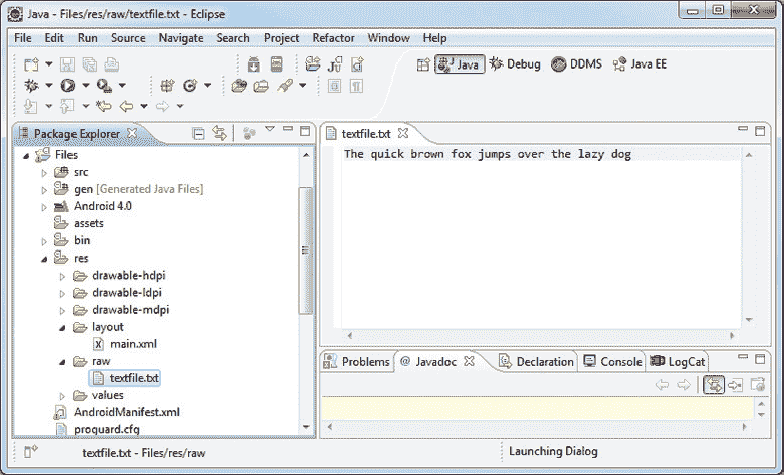 Java - Files/res/raw/textfile.txt - Eclipse
File Edit Run Source Navigate Search Project Refactor Window Help
Java Debug DDMS Java EE
Package Explorer
Files
src
gen [Generated Java Files]
Android 4.0
assets
bin
res
drawable-hdpi
drawable-ldpi
drawable-mdpi
layout
main.xml
raw
textfile.txt
values
AndroidManifest.xml
proguard.cfg
textfile.txt
The quick brown fox jumps over the lazy dog
Problems @ Javadoc Declaration Console LogCat
textfile.txt - Files/res/raw
Launching Dialog